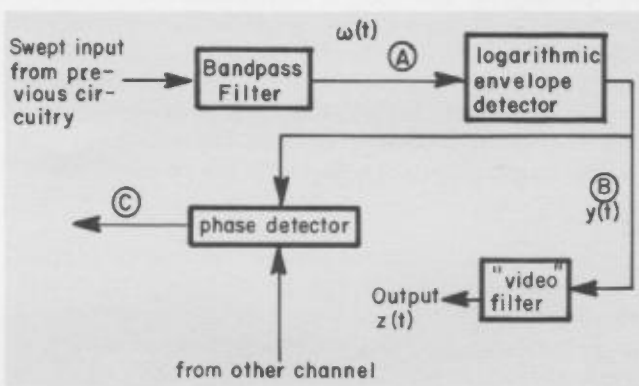 Swept input
from pre-
vious cir-
cuitry
Bandpass
Filter
ω(t)
A
logarithmic
envelope
detector
B
y(t)
C
phase detector
"video"
filter
Output
z(t)
from other channel